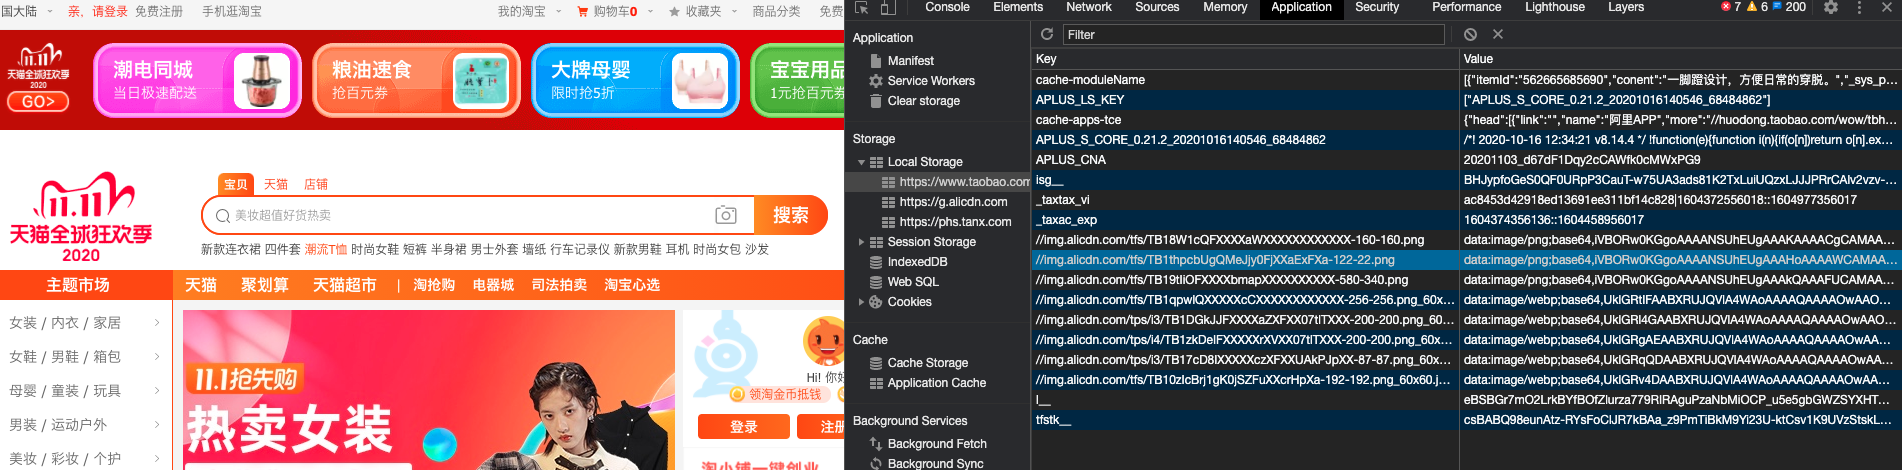 国大陆 亲，请登录 免费注册 手机逛淘宝 我的淘宝 购物车0 收藏夹 商品分类 免费
11.11
天猫全球狂欢季
2020
GO>
潮电同城
当日极速配送
粮油速食
抢百元券
大牌母婴
限时抢5折
宝宝用品
1元抢百元券
11.11
天猫全球狂欢季
2020
宝贝 天猫 店铺
美妆超值好货热卖
搜索
新款连衣裙 四件套 潮流T恤 时尚女鞋 短裤 半身裙 男士外套 墙纸 行车记录仪 新款男鞋 耳机 时尚女包 沙发
主题市场 天猫 聚划算 天猫超市 | 淘抢购 电器城 司法拍卖 淘宝心选
女装 / 内衣 / 家居
女鞋 / 男鞋 / 箱包
母婴 / 童装 / 玩具
男装 / 运动户外
美妆 / 彩妆 / 个护
11.1抢先购
热卖女装
Hi! 你好
领淘金币抵钱
登录 注册
淘小铺一键创业
Console Elements Network Sources Memory Application Security Performance Lighthouse Layers 7 6 200
Application
Manifest
Service Workers
Clear storage
Storage
Local Storage
https://www.taobao.com
https://g.alicdn.com
https://phs.tanx.com
Session Storage
IndexedDB
Web SQL
Cookies
Cache
Cache Storage
Application Cache
Background Services
Background Fetch
Background Sync
Filter
Key Value
cache-moduleName [{"itemId":"562665685690","conent":"一脚蹬设计，方便日常的穿脱。","_sys_p…
APLUS_LS_KEY ["APLUS_S_CORE_0.21.2_20201016140546_68484862"]
cache-apps-tce {"head":[{"link":"","name":"阿里APP","more":"//huodong.taobao.com/wow/tbh…
APLUS_S_CORE_0.21.2_20201016140546_68484862 /*! 2020-10-16 12:34:21 v8.14.4 */ !function(e){function i(n){if(o[n])return o[n].ex…
APLUS_CNA 20201103_d67dF1Dqy2cCAWfk0cMWxPG9
isg__ BHJypfoGeS0QF0URpP3CauT-w75UA3ads81K2TxLuiUQzxLJJJPRrCAlv2vzv-…
_taxtax_vi ac8453d42918ed13691ee311bf14c828|1604372556018::1604977356017
_taxac_exp 1604374356136::1604458956017
//img.alicdn.com/tfs/TB18W1cQFXXXXaWXXXXXXXXXXXX-160-160.png data:image/png;base64,iVBORw0KGgoAAAANSUhEUgAAAKAAAACgCAMAA…
//img.alicdn.com/tfs/TB1thpcbUgQMeJjy0FjXXaExFXa-122-22.png data:image/png;base64,iVBORw0KGgoAAAANSUhEUgAAAHoAAAAWCAMAA…
//img.alicdn.com/tfs/TB19tIiOFXXXXbmapXXXXXXXXXX-580-340.png data:image/png;base64,iVBORw0KGgoAAAANSUhEUgAAAkQAAAFUCAMAA…
//img.alicdn.com/tfs/TB1qpwlQXXXXXcCXXXXXXXXXXXX-256-256.png_60x… data:image/webp;base64,UklGRtIFAABXRUJQVlA4WAoAAAAQAAAAOwAAO…
//img.alicdn.com/tps/i3/TB1DGkJJFXXXXaZXFXX07tlTXXX-200-200.png_60… data:image/webp;base64,UklGRl4GAABXRUJQVlA4WAoAAAAQAAAAOwAAO…
//img.alicdn.com/tps/i4/TB1zkDeIFXXXXXrXVXX07tlTXXX-200-200.png_60x… data:image/webp;base64,UklGRgAEAABXRUJQVlA4WAoAAAAQAAAAOwAAO…
//img.alicdn.com/tps/i3/TB17cD8IXXXXXczXFXXUAkPJpXX-87-87.png_60x… data:image/webp;base64,UklGRqQDAABXRUJQVlA4WAoAAAAQAAAAOwAAO…
//img.alicdn.com/tfs/TB10zIcBrj1gK0jSZFuXXcrHpXa-192-192.png_60x60.j… data:image/webp;base64,UklGRv4DAABXRUJQVlA4WAoAAAAQAAAAOwAA…
l__ eBSBGr7mO2LrkBYfBOfZlurza779RIRAguPzaNbMiOCP_u5e5gbGWZSYXHT…
tfstk__ csBABQ98eunAtz-RYsFoClJR7kBAa_z9PmTiBkM9Yi23U-ktCsv1K9UVzStskL…